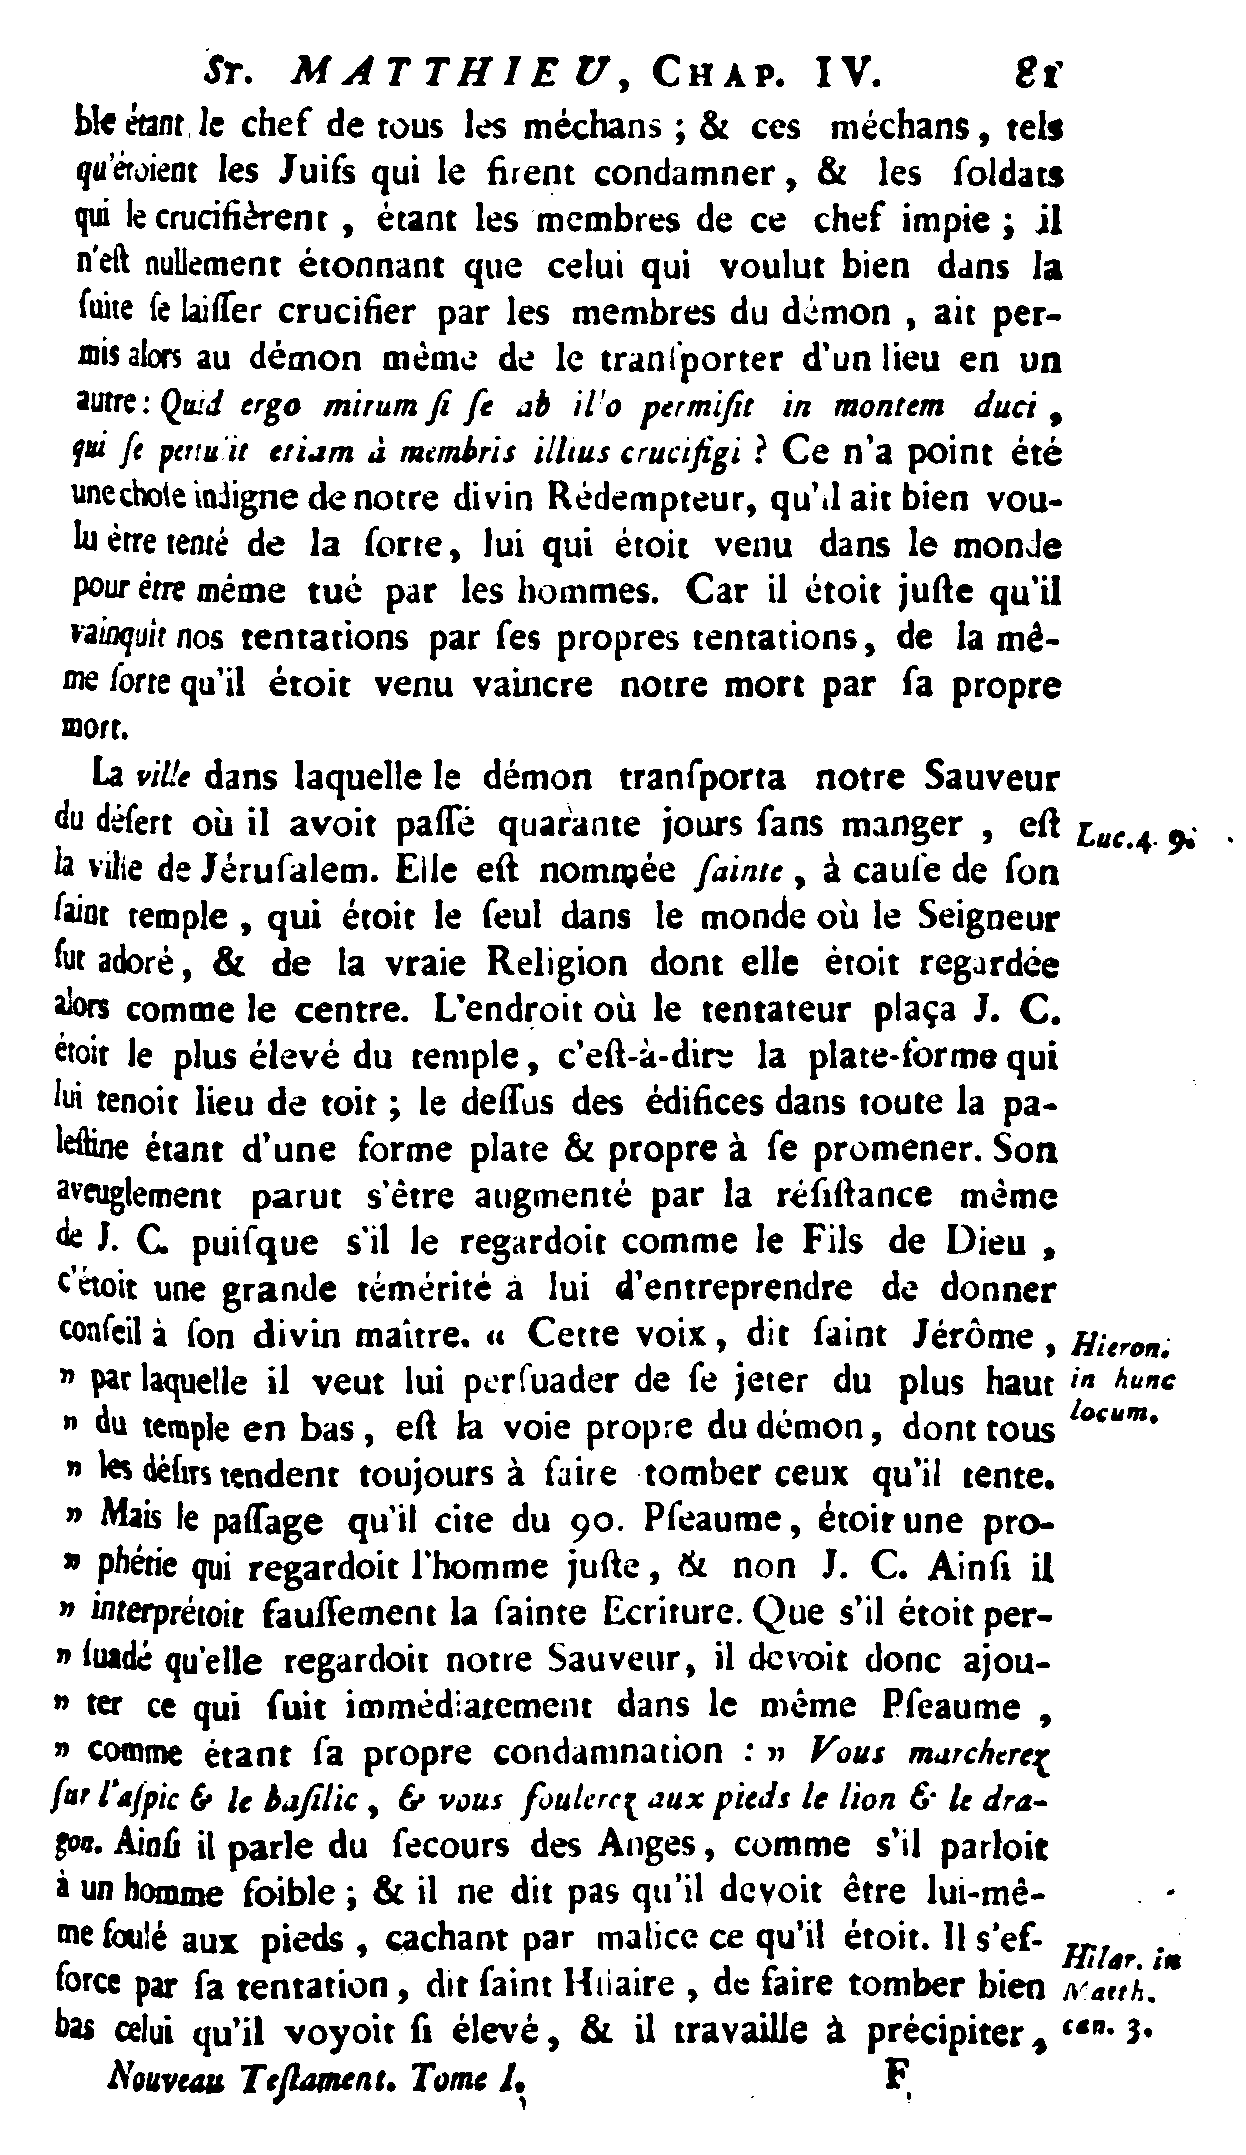 St. MATTHIEU, CHAP. IV. 81
ble étant le chef de tous les méchans ; & ces méchans, tels
qu'étoient les Juifs qui le firent condamner, & les ſoldats
qui le crucifièrent, étant les membres de ce chef impie ; il
n'eſt nullement étonnant que celui qui voulut bien dans la
ſuite ſe laiſſer crucifier par les membres du démon, ait per-
mis alors au démon même de le tranſporter d'un lieu en un
autre : Quid ergo mirum ſi ſe ab illo permiſit in montem duci,
qui ſe pertulit etiam à membris illius crucifigi ? Ce n'a point été
une choſe indigne de notre divin Rédempteur, qu'il ait bien vou-
lu être tenté de la ſorte, lui qui étoit venu dans le monde
pour être même tué par les hommes. Car il étoit juſte qu'il
vainquît nos tentations par ſes propres tentations, de la mê-
me ſorte qu'il étoit venu vaincre notre mort par ſa propre
mort.
La ville dans laquelle le démon tranſporta notre Sauveur
du déſert où il avoit paſſé quarante jours ſans manger, eſt
Luc. 4. 9.
la ville de Jéruſalem. Elle eſt nommée ſainte, à cauſe de ſon
ſaint temple, qui étoit le ſeul dans le monde où le Seigneur
fut adoré, & de la vraie Religion dont elle étoit regardée
alors comme le centre. L'endroit où le tentateur plaça J. C.
étoit le plus élevé du temple, c'eſt-à-dire la plate-forme qui
lui tenoit lieu de toit ; le deſſus des édifices dans toute la pa-
leſtine étant d'une forme plate & propre à ſe promener. Son
aveuglement parut s'être augmenté par la réſiſtance même
de J. C. puiſque s'il le regardoit comme le Fils de Dieu,
c'étoit une grande témérité à lui d'entreprendre de donner
conſeil à ſon divin maître. « Cette voix, dit ſaint Jérôme,
Hieron.
in hunc
locum.
» par laquelle il veut lui perſuader de ſe jeter du plus haut
» du temple en bas, eſt la voie propre du démon, dont tous
» les déſirs tendent toujours à faire tomber ceux qu'il tente.
» Mais le paſſage qu'il cite du 90. Pſeaume, étoit une pro-
» phétie qui regardoit l'homme juſte, & non J. C. Ainſi il
» interprétoit fauſſement la ſainte Ecriture. Que s'il étoit per-
» ſuadé qu'elle regardoit notre Sauveur, il devoit donc ajou-
» ter ce qui ſuit immédiatement dans le même Pſeaume,
» comme étant ſa propre condamnation : » Vous marcherez
ſur l'aſpic & le baſilic, & vous foulerez aux pieds le lion & le dra-
gon. Ainſi il parle du ſecours des Anges, comme s'il parloit
à un homme foible ; & il ne dit pas qu'il devoit être lui-mê-
me foulé aux pieds, cachant par malice ce qu'il étoit. Il s'ef-
force par ſa tentation, dit ſaint Hilaire, de faire tomber bien
bas celui qu'il voyoit ſi élevé, & il travaille à précipiter,
Hilar. in
Matth.
can. 3.
Nouveau Teſtament. Tome I. F